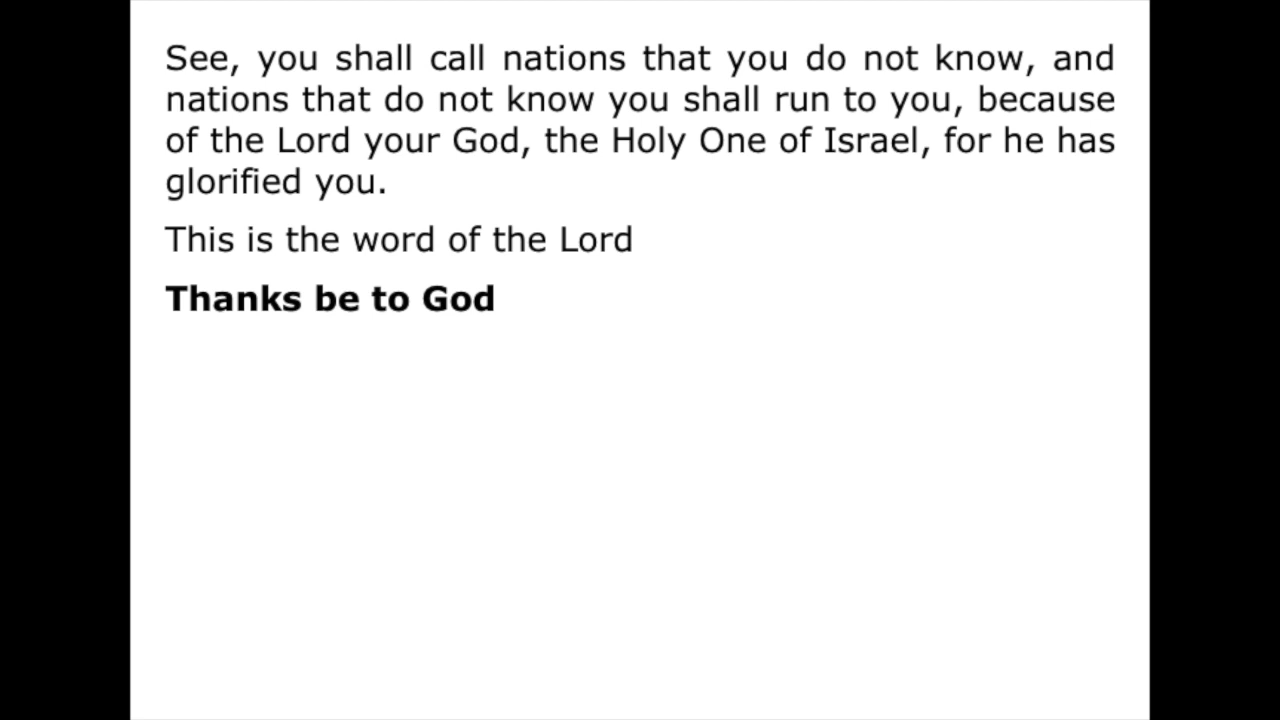 See, you shall call nations that you do not know, and
nations that do not know you shall run to you, because
of the Lord your God, the Holy One of Israel, for he has
glorified you.
This is the word of the Lord
Thanks be to God